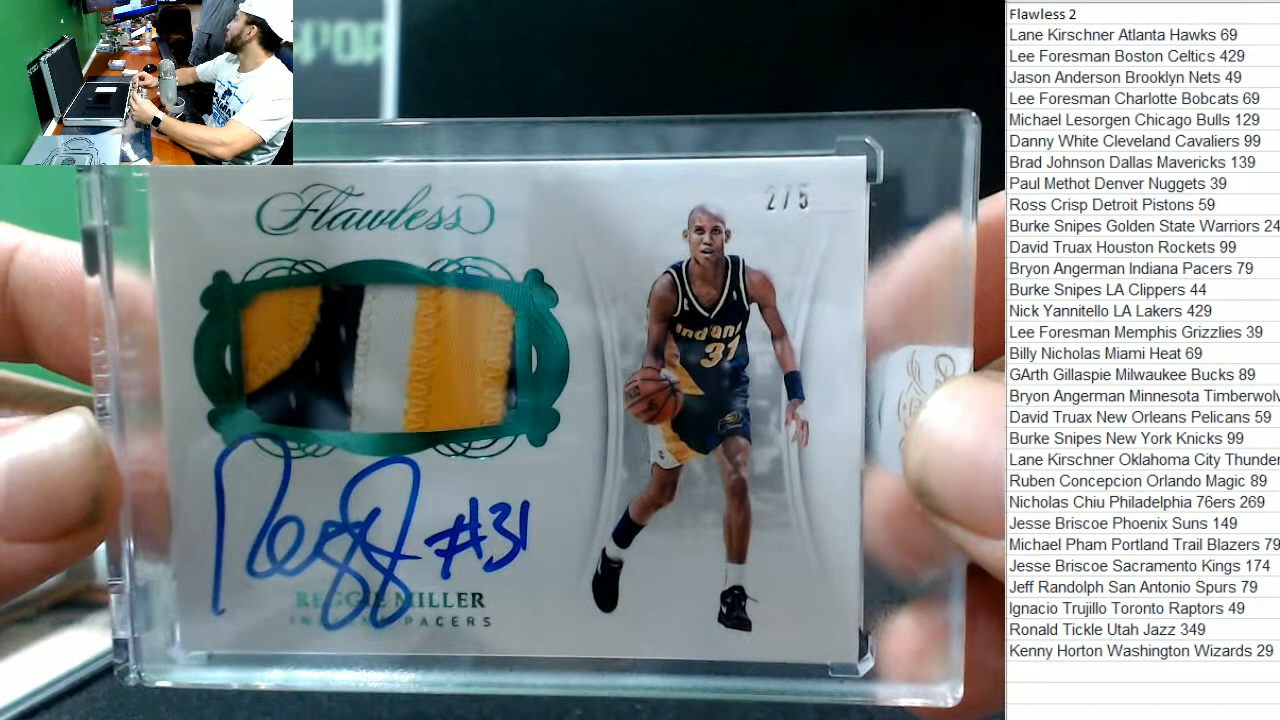 Flawless
2/5
Indiana
31
Reggie #31
REGGIE MILLER
INDIANA PACERS
Flawless 2
Lane Kirschner Atlanta Hawks 69
Lee Foresman Boston Celtics 429
Jason Anderson Brooklyn Nets 49
Lee Foresman Charlotte Bobcats 69
Michael Lesorgen Chicago Bulls 129
Danny White Cleveland Cavaliers 99
Brad Johnson Dallas Mavericks 139
Paul Methot Denver Nuggets 39
Ross Crisp Detroit Pistons 59
Burke Snipes Golden State Warriors 24
David Truax Houston Rockets 99
Bryon Angerman Indiana Pacers 79
Burke Snipes LA Clippers 44
Nick Yannitello LA Lakers 429
Lee Foresman Memphis Grizzlies 39
Billy Nicholas Miami Heat 69
GArth Gillaspie Milwaukee Bucks 89
Bryon Angerman Minnesota Timberwolv
David Truax New Orleans Pelicans 59
Burke Snipes New York Knicks 99
Lane Kirschner Oklahoma City Thunder
Ruben Concepcion Orlando Magic 89
Nicholas Chiu Philadelphia 76ers 269
Jesse Briscoe Phoenix Suns 149
Michael Pham Portland Trail Blazers 79
Jesse Briscoe Sacramento Kings 174
Jeff Randolph San Antonio Spurs 79
Ignacio Trujillo Toronto Raptors 49
Ronald Tickle Utah Jazz 349
Kenny Horton Washington Wizards 29